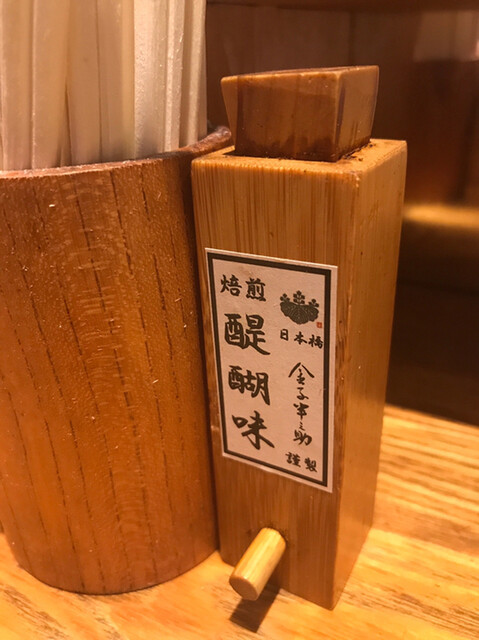 焙煎
醍醐味
日本橋
金子半之助
謹製